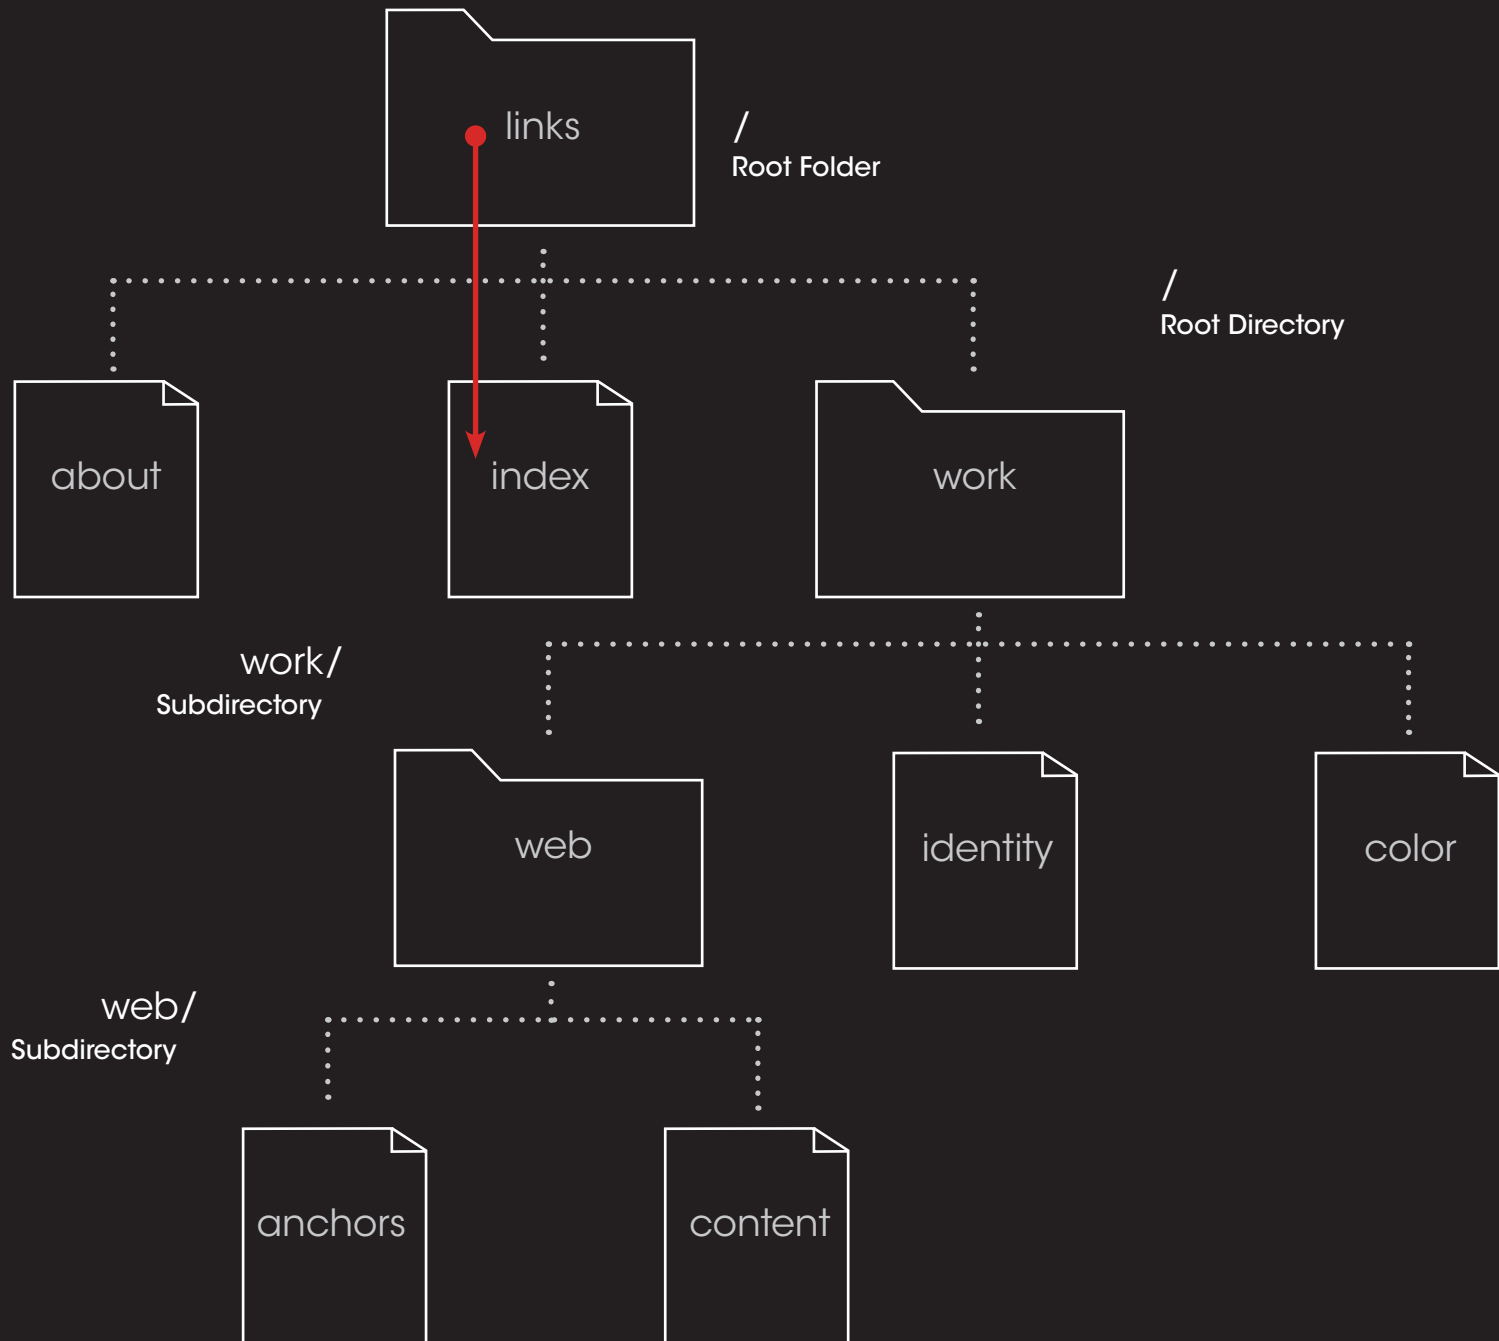 links
/
Root Folder
/
Root Directory
about
index
work
work/
Subdirectory
web
identity
color
web/
Subdirectory
anchors
content